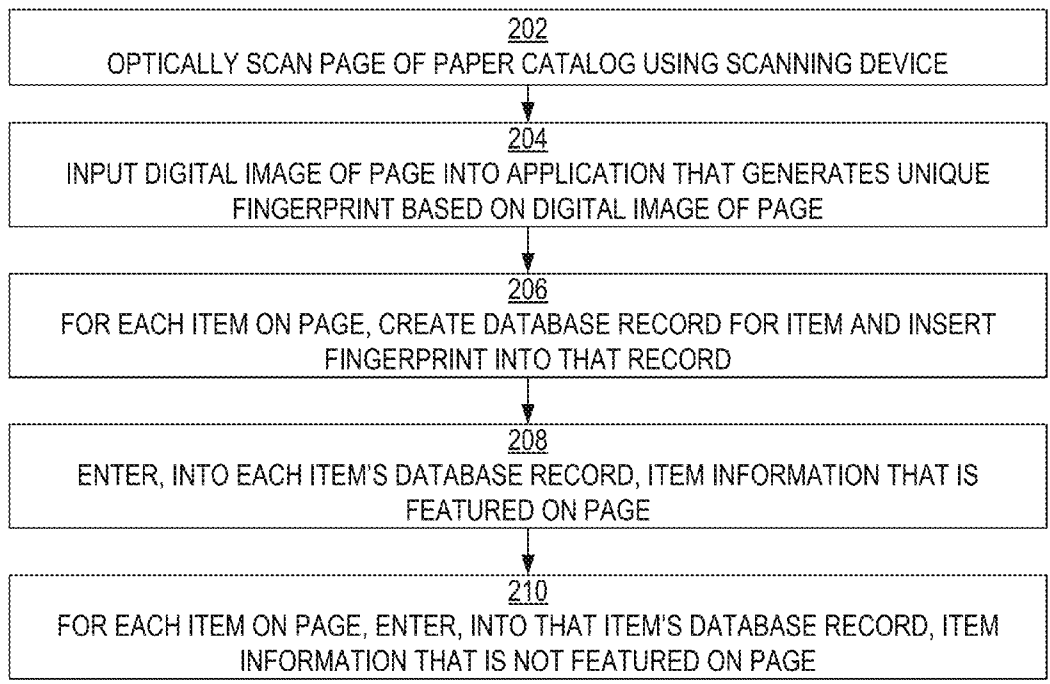 202
OPTICALLY SCAN PAGE OF PAPER CATALOG USING SCANNING DEVICE
204
INPUT DIGITAL IMAGE OF PAGE INTO APPLICATION THAT GENERATES UNIQUE
FINGERPRINT BASED ON DIGITAL IMAGE OF PAGE
206
FOR EACH ITEM ON PAGE, CREATE DATABASE RECORD FOR ITEM AND INSERT
FINGERPRINT INTO THAT RECORD
208
ENTER, INTO EACH ITEM'S DATABASE RECORD, ITEM INFORMATION THAT IS
FEATURED ON PAGE
210
FOR EACH ITEM ON PAGE, ENTER, INTO THAT ITEM'S DATABASE RECORD, ITEM
INFORMATION THAT IS NOT FEATURED ON PAGE